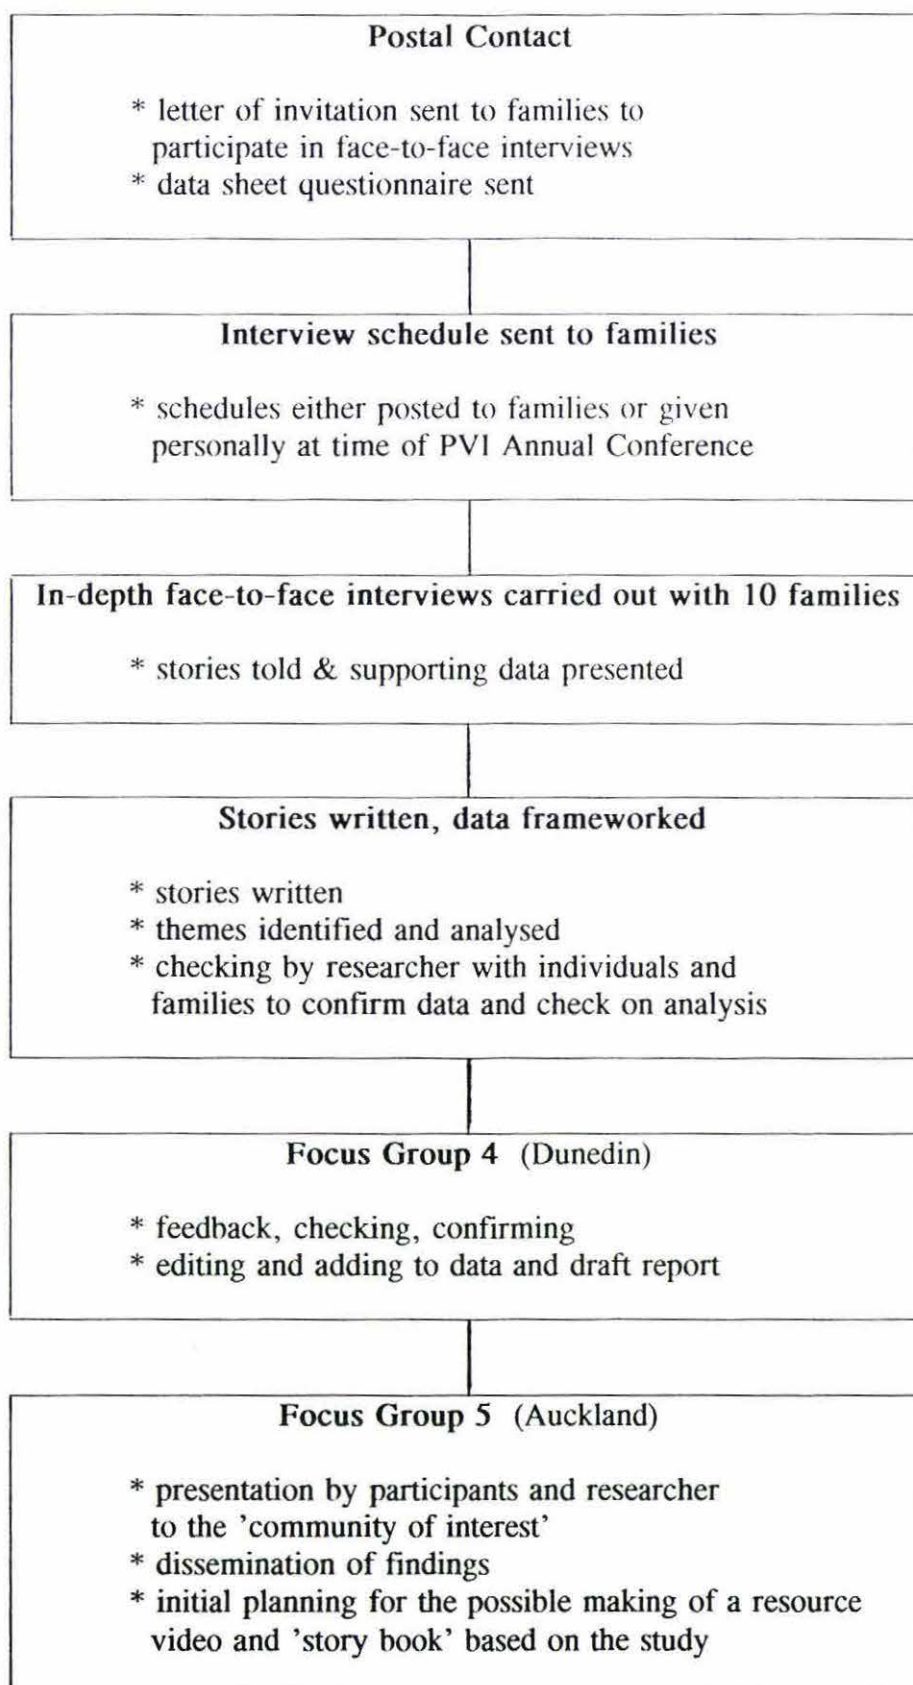 Postal Contact
* letter of invitation sent to families to
participate in face-to-face interviews
* data sheet questionnaire sent
Interview schedule sent to families
* schedules either posted to families or given
personally at time of PVI Annual Conference
In-depth face-to-face interviews carried out with 10 families
* stories told & supporting data presented
Stories written, data frameworked
* stories written
* themes identified and analysed
* checking by researcher with individuals and
families to confirm data and check on analysis
Focus Group 4 (Dunedin)
* feedback, checking, confirming
* editing and adding to data and draft report
Focus Group 5 (Auckland)
* presentation by participants and researcher
to the 'community of interest'
* dissemination of findings
* initial planning for the possible making of a resource
video and 'story book' based on the study